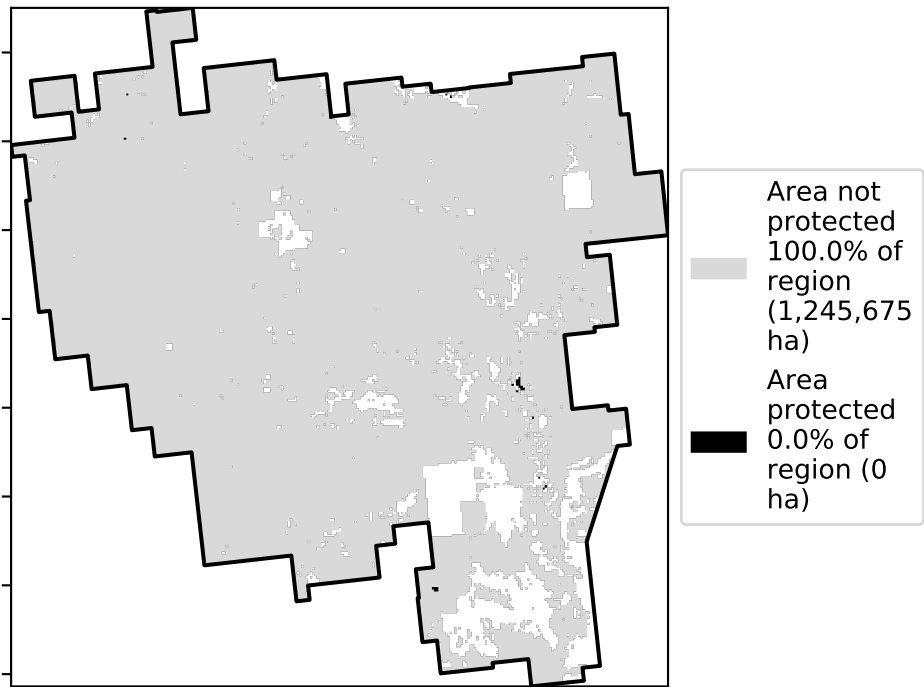 Area not
protected
100.0% of
region
(1,245,675
ha)
Area
protected
0.0% of
region (0
ha)